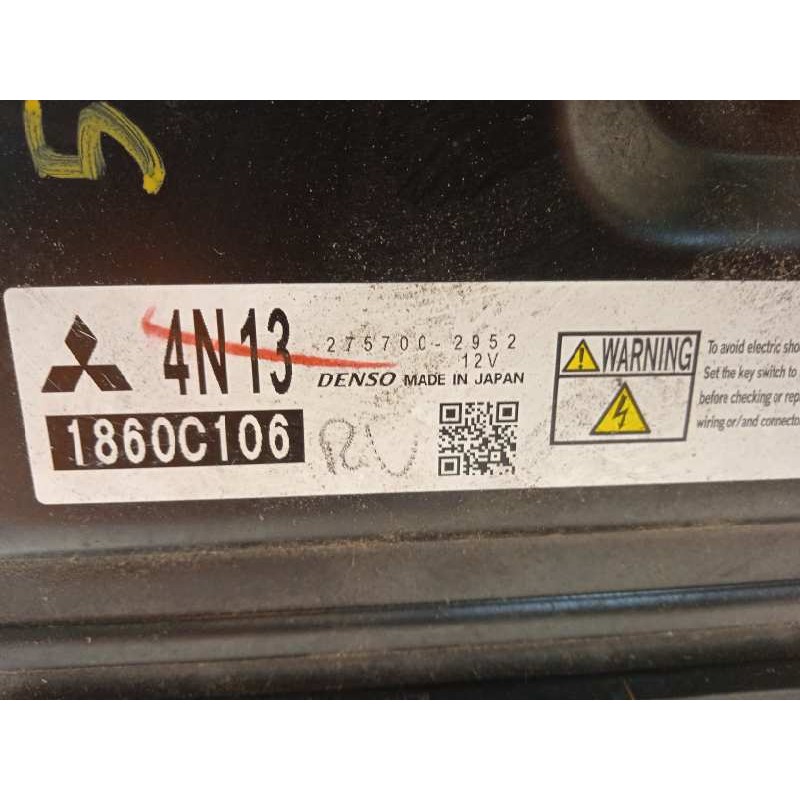 5
4N13
275700-2952
12V
DENSO MADE IN JAPAN
1860C106
RV
WARNING
To avoid electric sho
Set the key switch to
before checking or rep
wiring or/and connecto